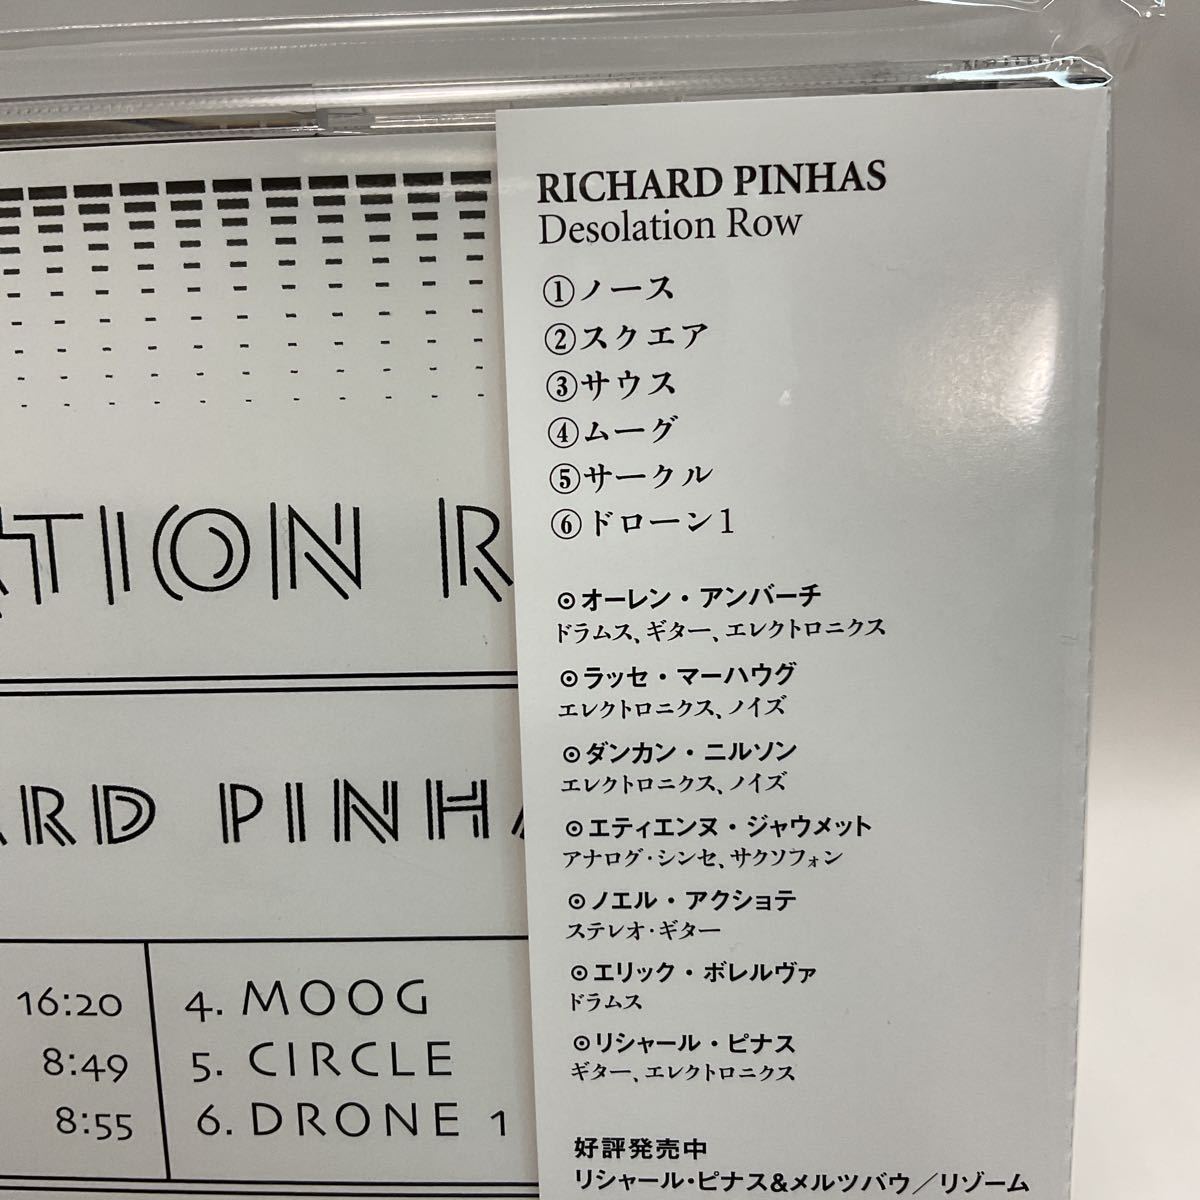 RICHARD PINHAS
Desolation Row
①ノース
②スクエア
③サウス
④ムーグ
⑤サークル
⑥ドローン1
⊙オーレン・アンバーチ
ドラムス、ギター、エレクトロニクス
⊙ラッセ・マーハウグ
エレクトロニクス、ノイズ
⊙ダンカン・ニルソン
エレクトロニクス、ノイズ
⊙エティエンヌ・ジャウメット
アナログ・シンセ、サクソフォン
⊙ノエル・アクショテ
ステレオ・ギター
⊙エリック・ボレルヴァ
ドラムス
⊙リシャール・ピナス
ギター、エレクトロニクス
好評発売中
リシャール・ピナス&メルツバウ／リゾーム
ATION R
ARD PINHA
16:20
8:49
8:55
4. MOOG
5. CIRCLE
6. DRONE 1